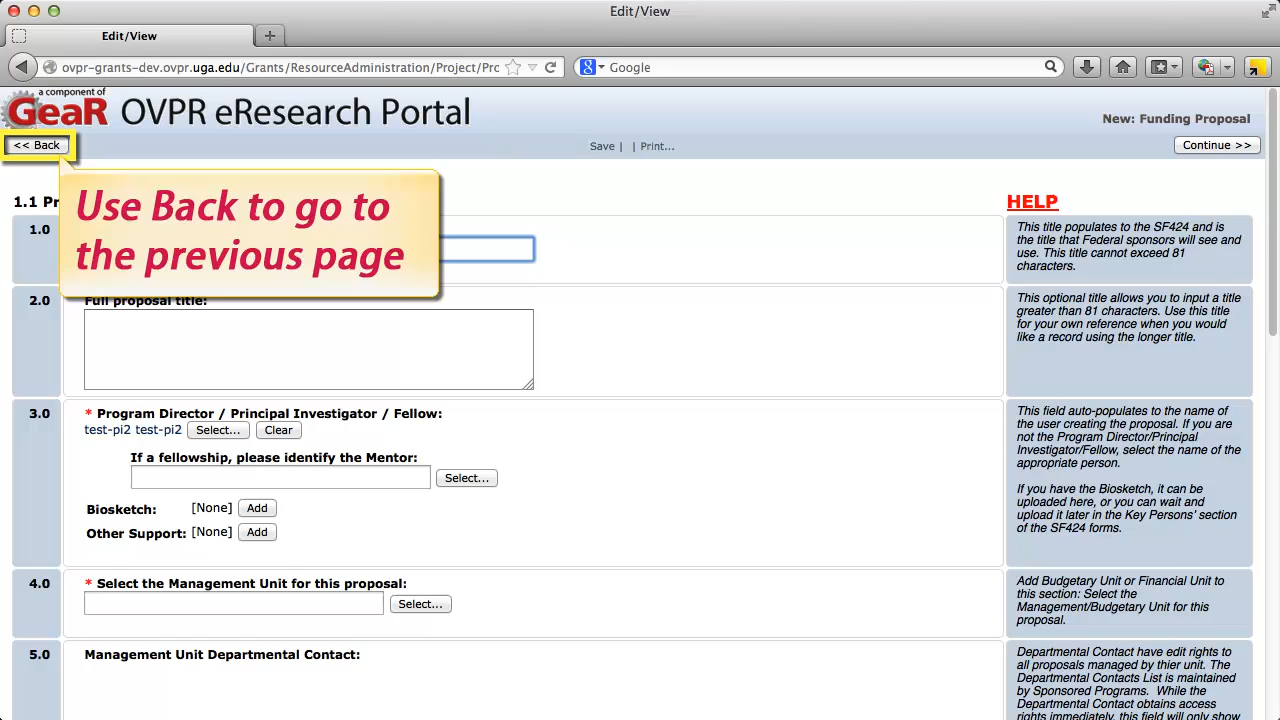 Edit/View
Edit/View
ovpr-grants-dev.ovpr.uga.edu/Grants/ResourceAdministration/Project/Pro
Google
a component of
GeaR OVPR eResearch Portal
New: Funding Proposal
<< Back
Save | | Print...
Continue >>
Use Back to go to
the previous page
1.1 Pr
HELP
1.0
This title populates to the SF424 and is
the title that Federal sponsors will see and
use. This title cannot exceed 81
characters.
2.0
Full proposal title:
This optional title allows you to input a title
greater than 81 characters. Use this title
for your own reference when you would
like a record using the longer title.
3.0
* Program Director / Principal Investigator / Fellow:
test-pi2 test-pi2 Select... Clear
If a fellowship, please identify the Mentor:
Select...
Biosketch: [None] Add
Other Support: [None] Add
This field auto-populates to the name of
the user creating the proposal. If you are
not the Program Director/Principal
Investigator/Fellow, select the name of the
appropriate person.
If you have the Biosketch, it can be
uploaded here, or you can wait and
upload it later in the Key Persons' section
of the SF424 forms.
4.0
* Select the Management Unit for this proposal:
Select...
Add Budgetary Unit or Financial Unit to
this section: Select the
Management/Budgetary Unit for this
proposal.
5.0
Management Unit Departmental Contact:
Departmental Contact have edit rights to
all proposals managed by thier unit. The
Departmental Contacts List is maintained
by Sponsored Programs. While the
Departmental Contact obtains access
rights immediately, this field will only show